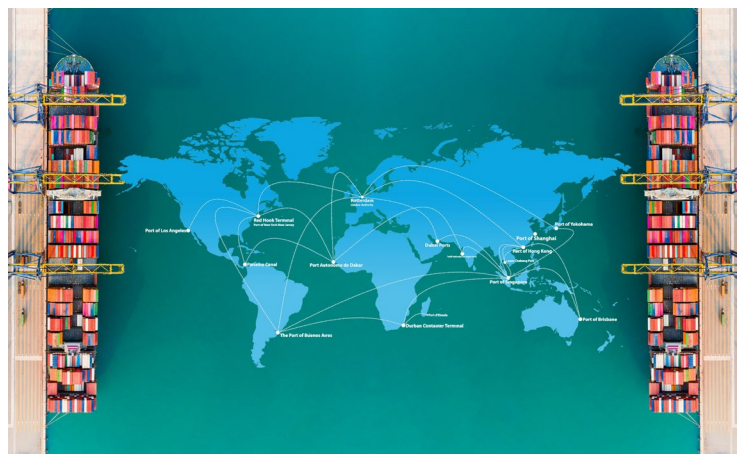 Rotterdam
Red Hook Terminal
Port of New York/New Jersey
Port of Los Angeles
Port of Yokohama
Port of Shanghai
Dubai Ports
Port of Hong Kong
Panama Canal
Port Autonome de Dakar
Port of Singapore
Port of Brisbane
Durban Container Terminal
The Port of Buenos Aires